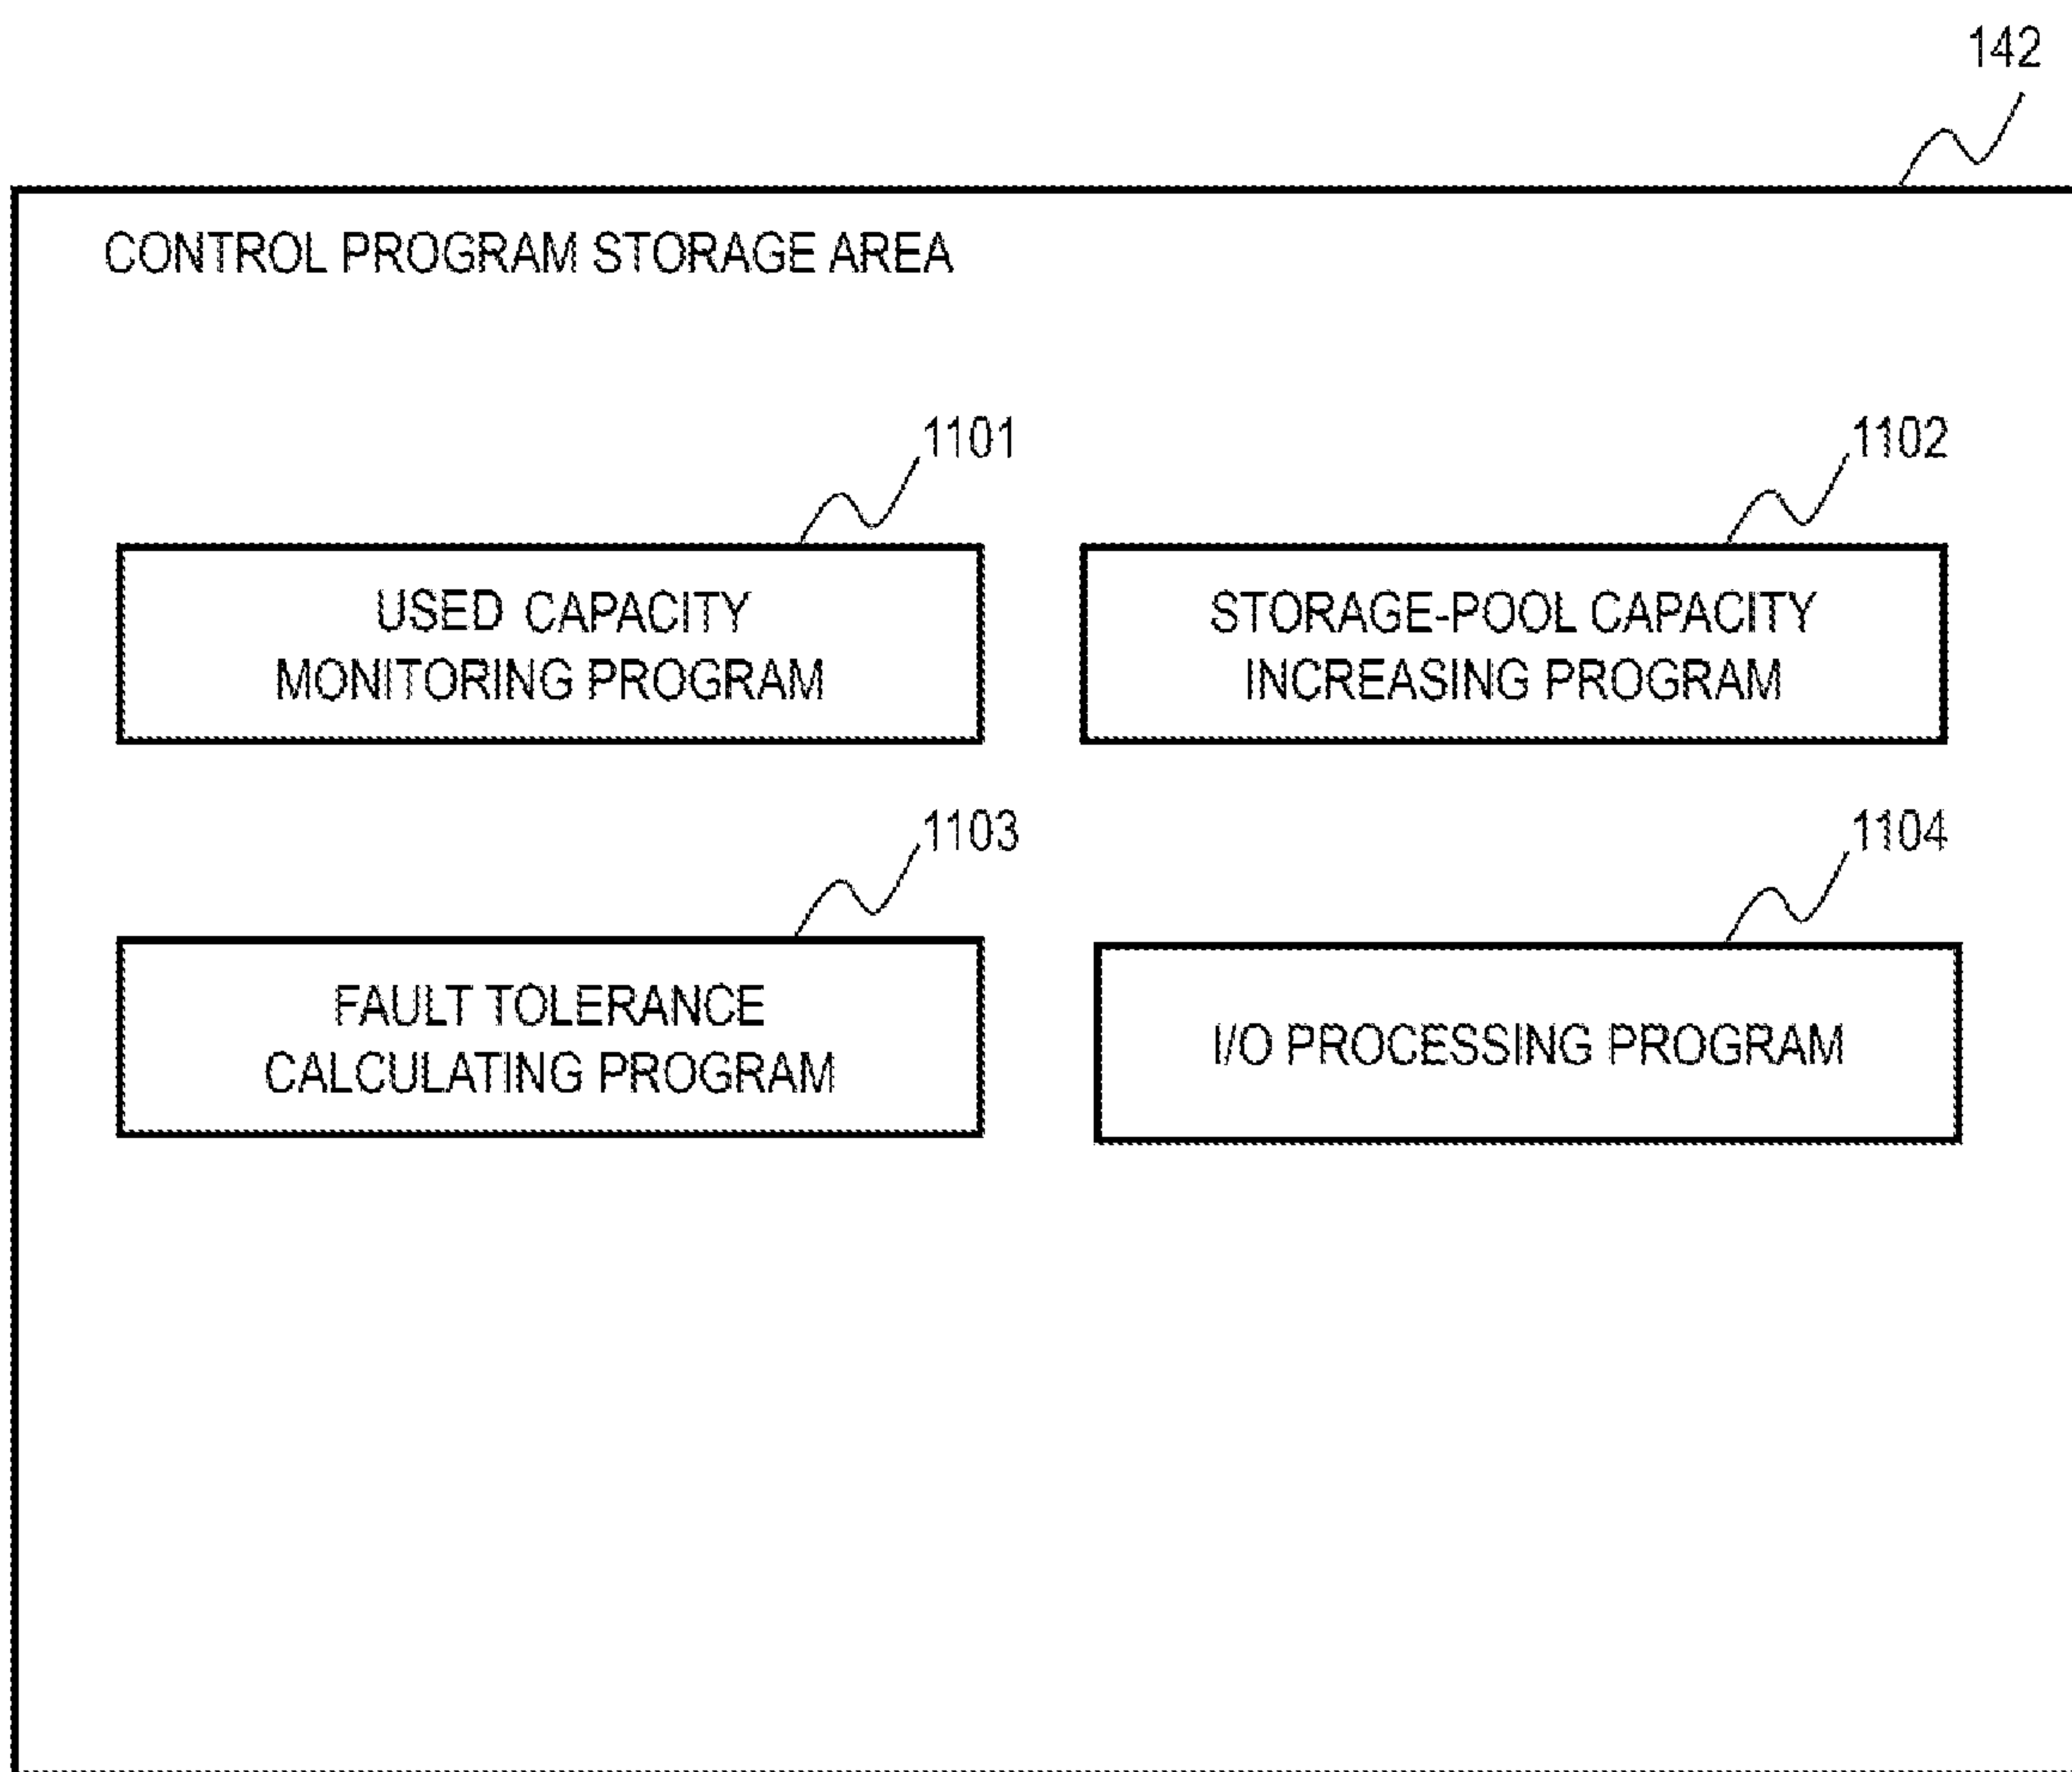 142
CONTROL PROGRAM STORAGE AREA
1101
1102
USED CAPACITY
MONITORING PROGRAM
STORAGE-POOL CAPACITY
INCREASING PROGRAM
1103
1104
FAULT TOLERANCE
CALCULATING PROGRAM
I/O PROCESSING PROGRAM